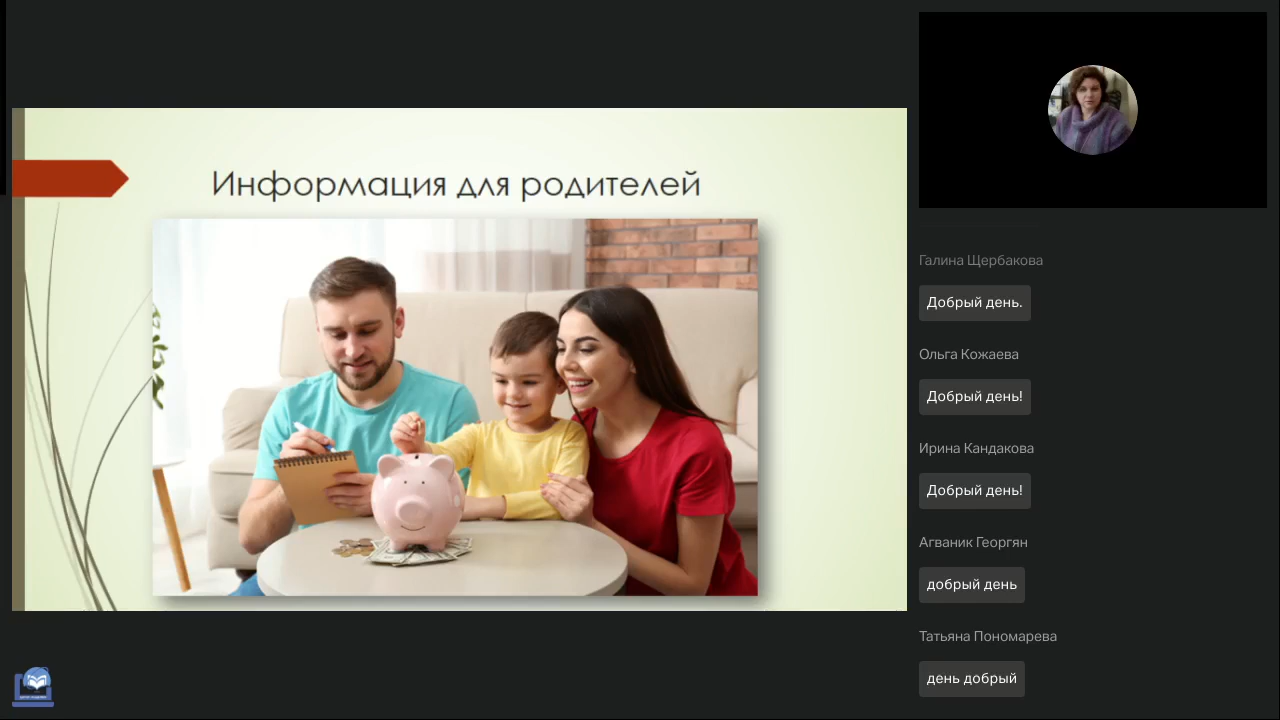 Информация для родителей
Галина Щербакова
Добрый день.
Ольга Кожаева
Добрый день!
Ирина Кандакова
Добрый день!
Агваник Георгян
добрый день
Татьяна Пономарева
день добрый